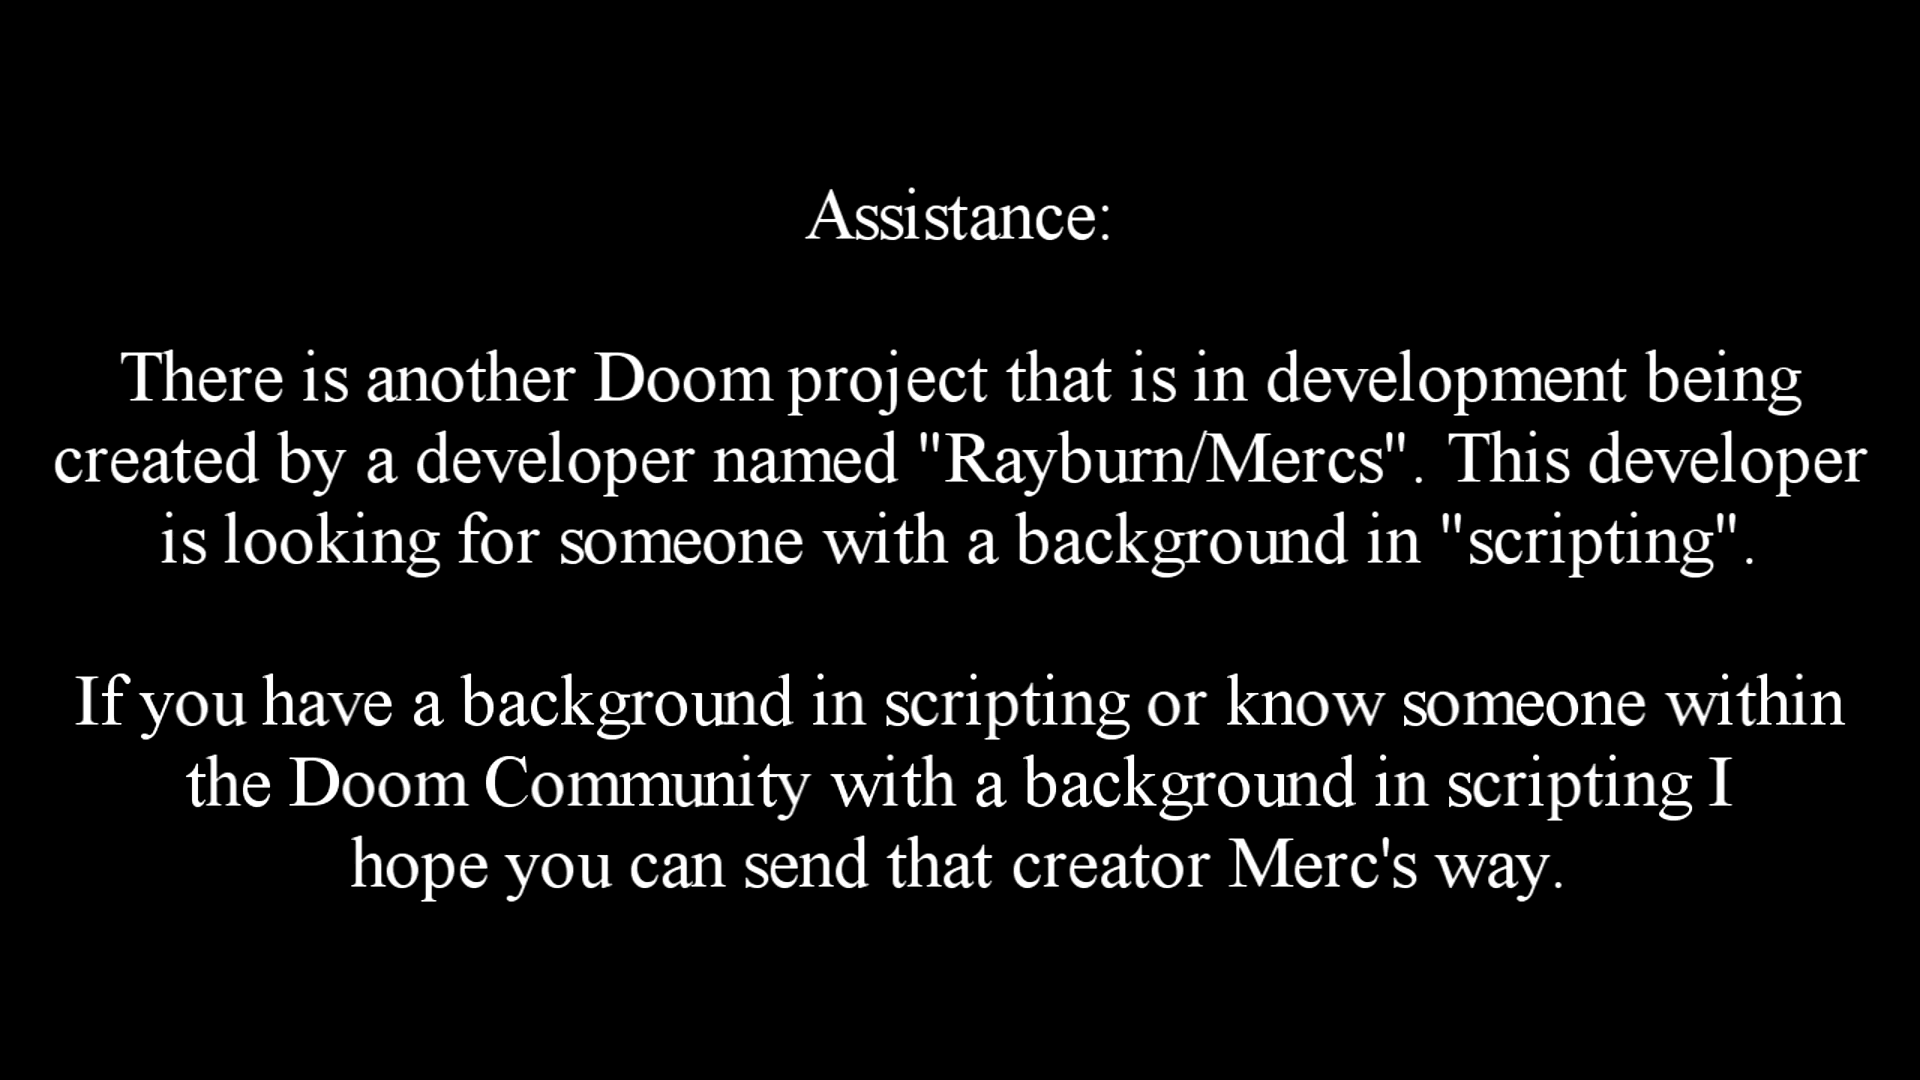 Assistance:
There is another Doom project that is in development being
created by a developer named "Rayburn/Mercs". This developer
is looking for someone with a background in "scripting".
If you have a background in scripting or know someone within
the Doom Community with a background in scripting I
hope you can send that creator Merc's way.